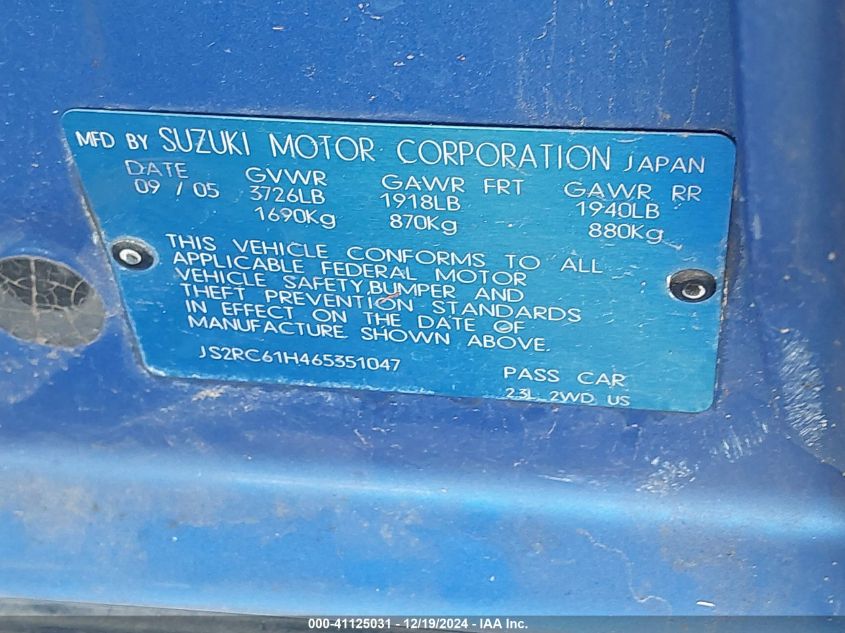 MFD BY SUZUKI MOTOR CORPORATION JAPAN
DATE GVWR GAWR FRT GAWR RR
09 / 05 3726LB 1918LB 1940LB
1690Kg 870Kg 880Kg
THIS VEHICLE CONFORMS TO ALL
APPLICABLE FEDERAL MOTOR
VEHICLE SAFETY,BUMPER AND
THEFT PREVENTION STANDARDS
IN EFFECT ON THE DATE OF
MANUFACTURE SHOWN ABOVE.
JS2RC61H465351047 PASS CAR
2.3L 2WD US
000-41125031 - 12/19/2024 - IAA Inc.